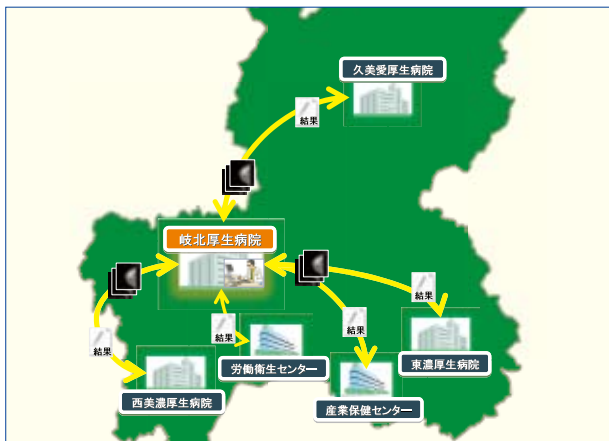 久美愛厚生病院
結果
岐北厚生病院
結果
結果
結果
結果
労働衛生センター
東濃厚生病院
西美濃厚生病院
産業保健センター